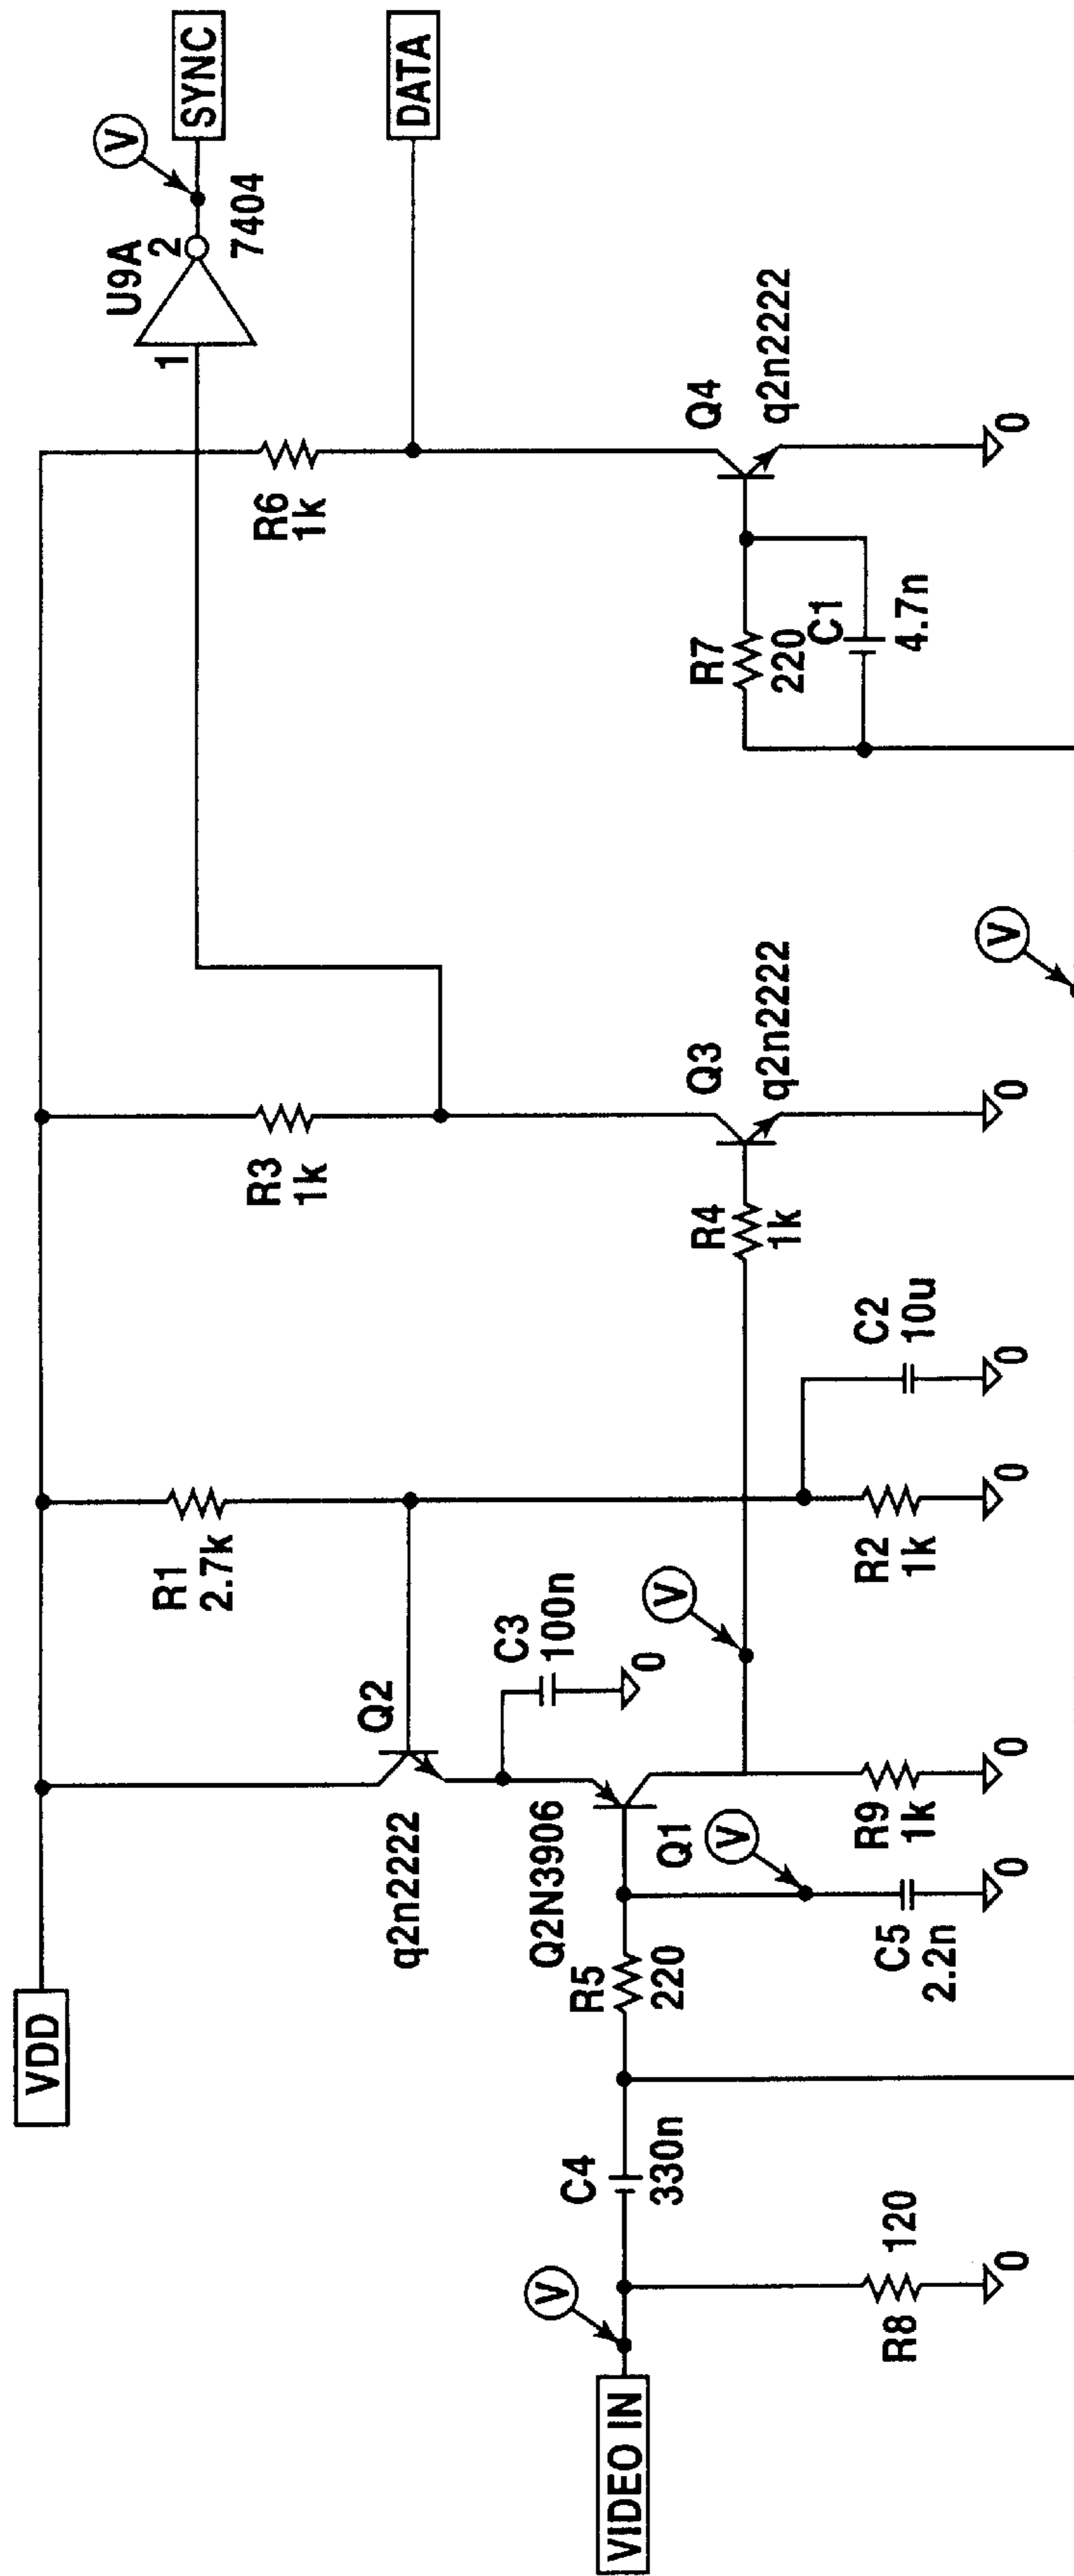 VDD
VIDEO IN
R8
120
C4
330n
R5
220
C5
2.2n
V
V
Q2N3906
Q1
q2n2222
Q2
C3
100n
0
R9
1k
0
0
0
V
R1
2.7k
R2
1k
0
C2
10u
0
R3
1k
R4
1k
Q3
q2n2222
0
V
R6
1k
R7
220
C1
4.7n
Q4
q2n2222
0
1
U9A
2
7404
V
SYNC
DATA